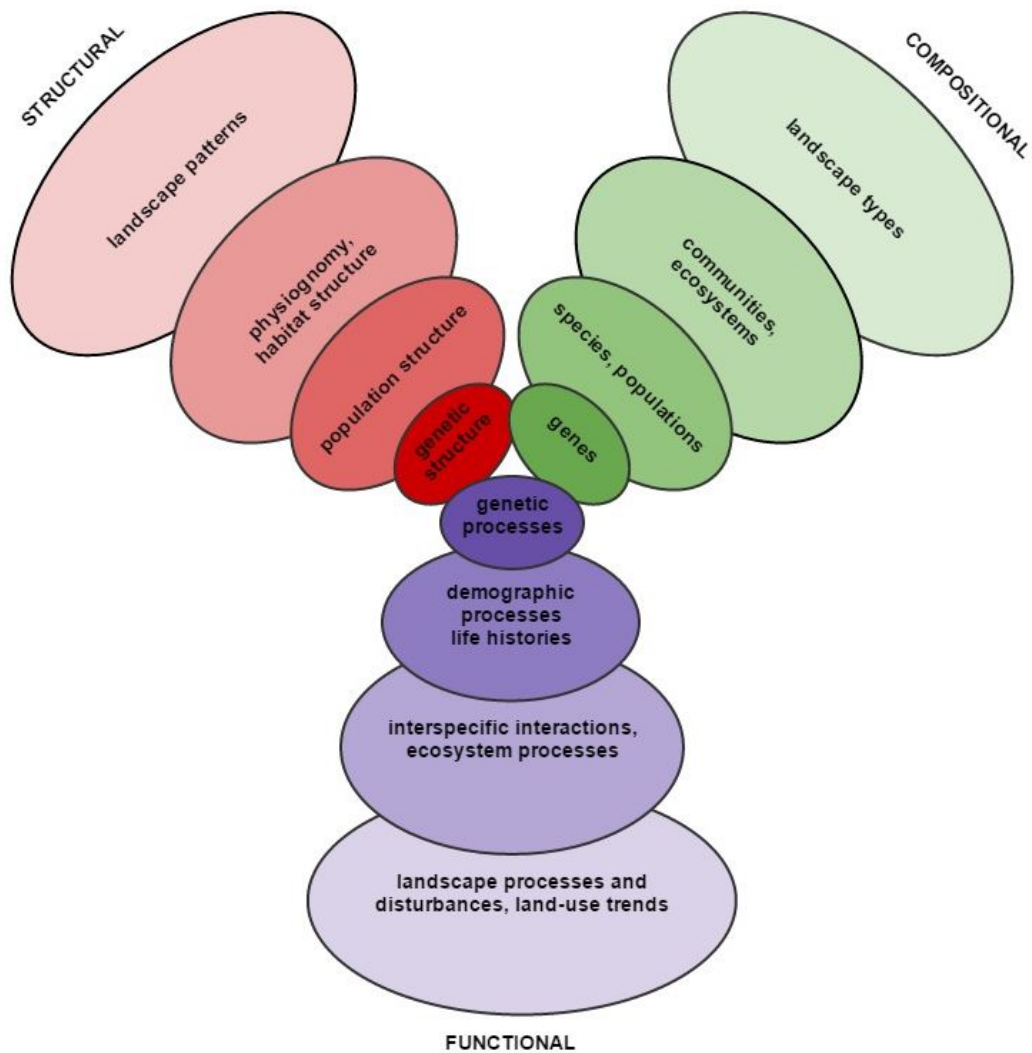 STRUCTURAL
landscape patterns
physiognomy,
habitat structure
population structure
genetic
structure
COMPOSITIONAL
landscape types
communities,
ecosystems
species, populations
genes
genetic
processes
demographic
processes
life histories
interspecific interactions,
ecosystem processes
landscape processes and
disturbances, land-use trends
FUNCTIONAL